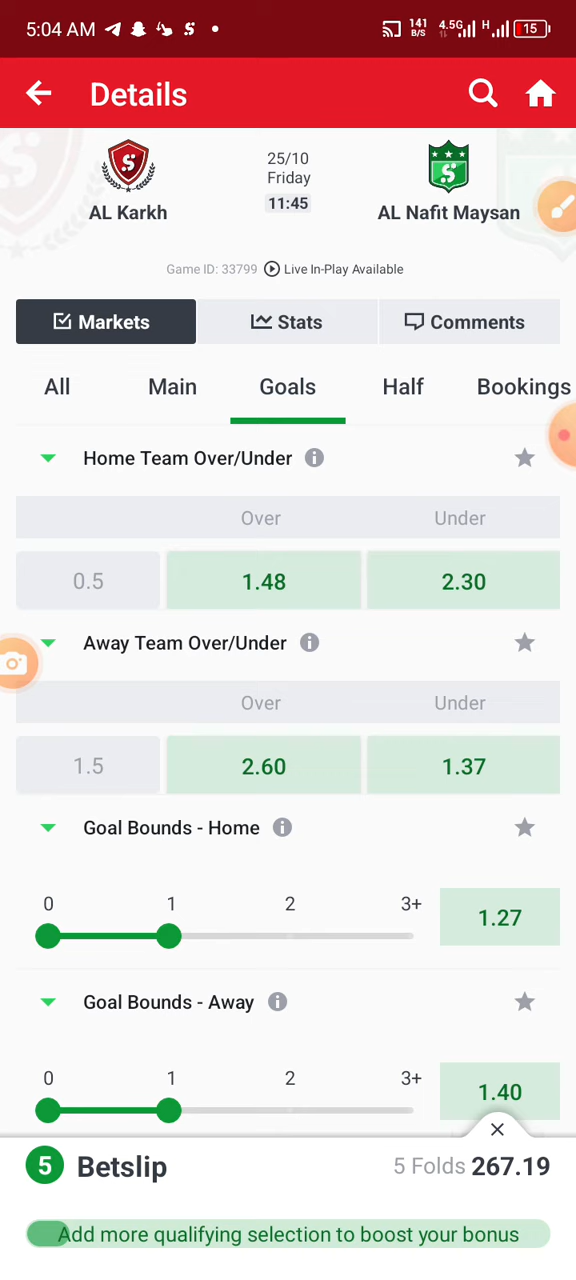 5:04 AM 141 B/S 4.5G H 15
Details
25/10
Friday
11:45
AL Karkh
AL Nafit Maysan
Game ID: 33799 Live In-Play Available
Markets Stats Comments
All Main Goals Half Bookings
Home Team Over/Under
Over Under
0.5 1.48 2.30
Away Team Over/Under
Over Under
1.5 2.60 1.37
Goal Bounds - Home
0 1 2 3+
1.27
Goal Bounds - Away
0 1 2 3+
1.40
5 Betslip 5 Folds 267.19
Add more qualifying selection to boost your bonus